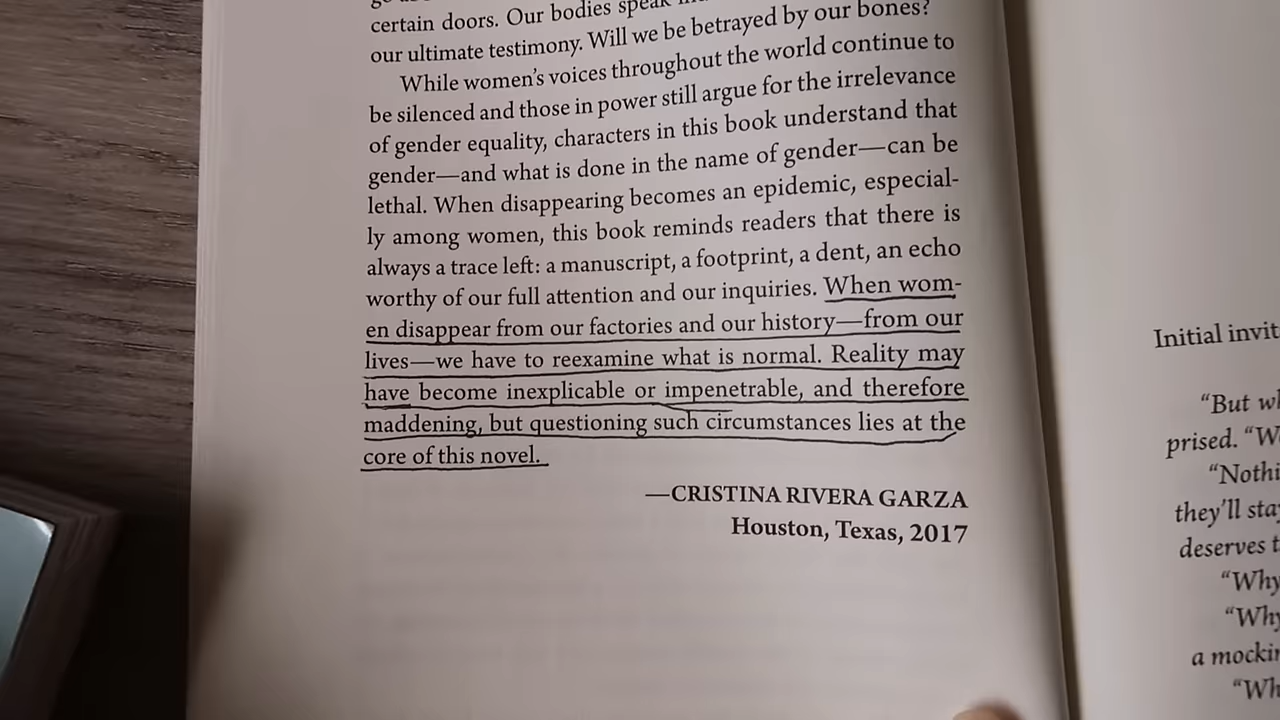 certain doors. Our bodies speak
our ultimate testimony. Will we be betrayed by our bones?
While women's voices throughout the world continue to
be silenced and those in power still argue for the irrelevance
of gender equality, characters in this book understand that
gender—and what is done in the name of gender—can be
lethal. When disappearing becomes an epidemic, especial-
ly among women, this book reminds readers that there is
always a trace left: a manuscript, a footprint, a dent, an echo
worthy of our full attention and our inquiries. When wom-
en disappear from our factories and our history—from our
lives—we have to reexamine what is normal. Reality may
have become inexplicable or impenetrable, and therefore
maddening, but questioning such circumstances lies at the
core of this novel.
—CRISTINA RIVERA GARZA
Houston, Texas, 2017
Initial
“But
prised.
they'll
deserves
“Why
“Why
a